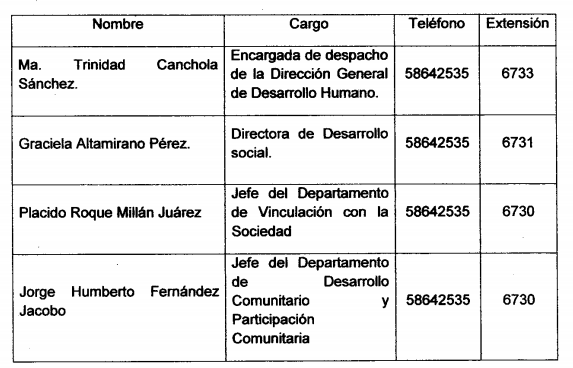 Nombre Cargo Teléfono Extensión
Ma. Trinidad Canchola
Sánchez.
Encargada de despacho
de la Dirección General
de Desarrollo Humano.
58642535 6733
Graciela Altamirano Pérez.
Directora de Desarrollo
social.
58642535 6731
Placido Roque Millán Juárez
Jefe del Departamento
de Vinculación con la
Sociedad
58642535 6730
Jorge Humberto Fernández
Jacobo
Jefe del Departamento
de Desarrollo
Comunitario y
Participación
Comunitaria
58642535 6730